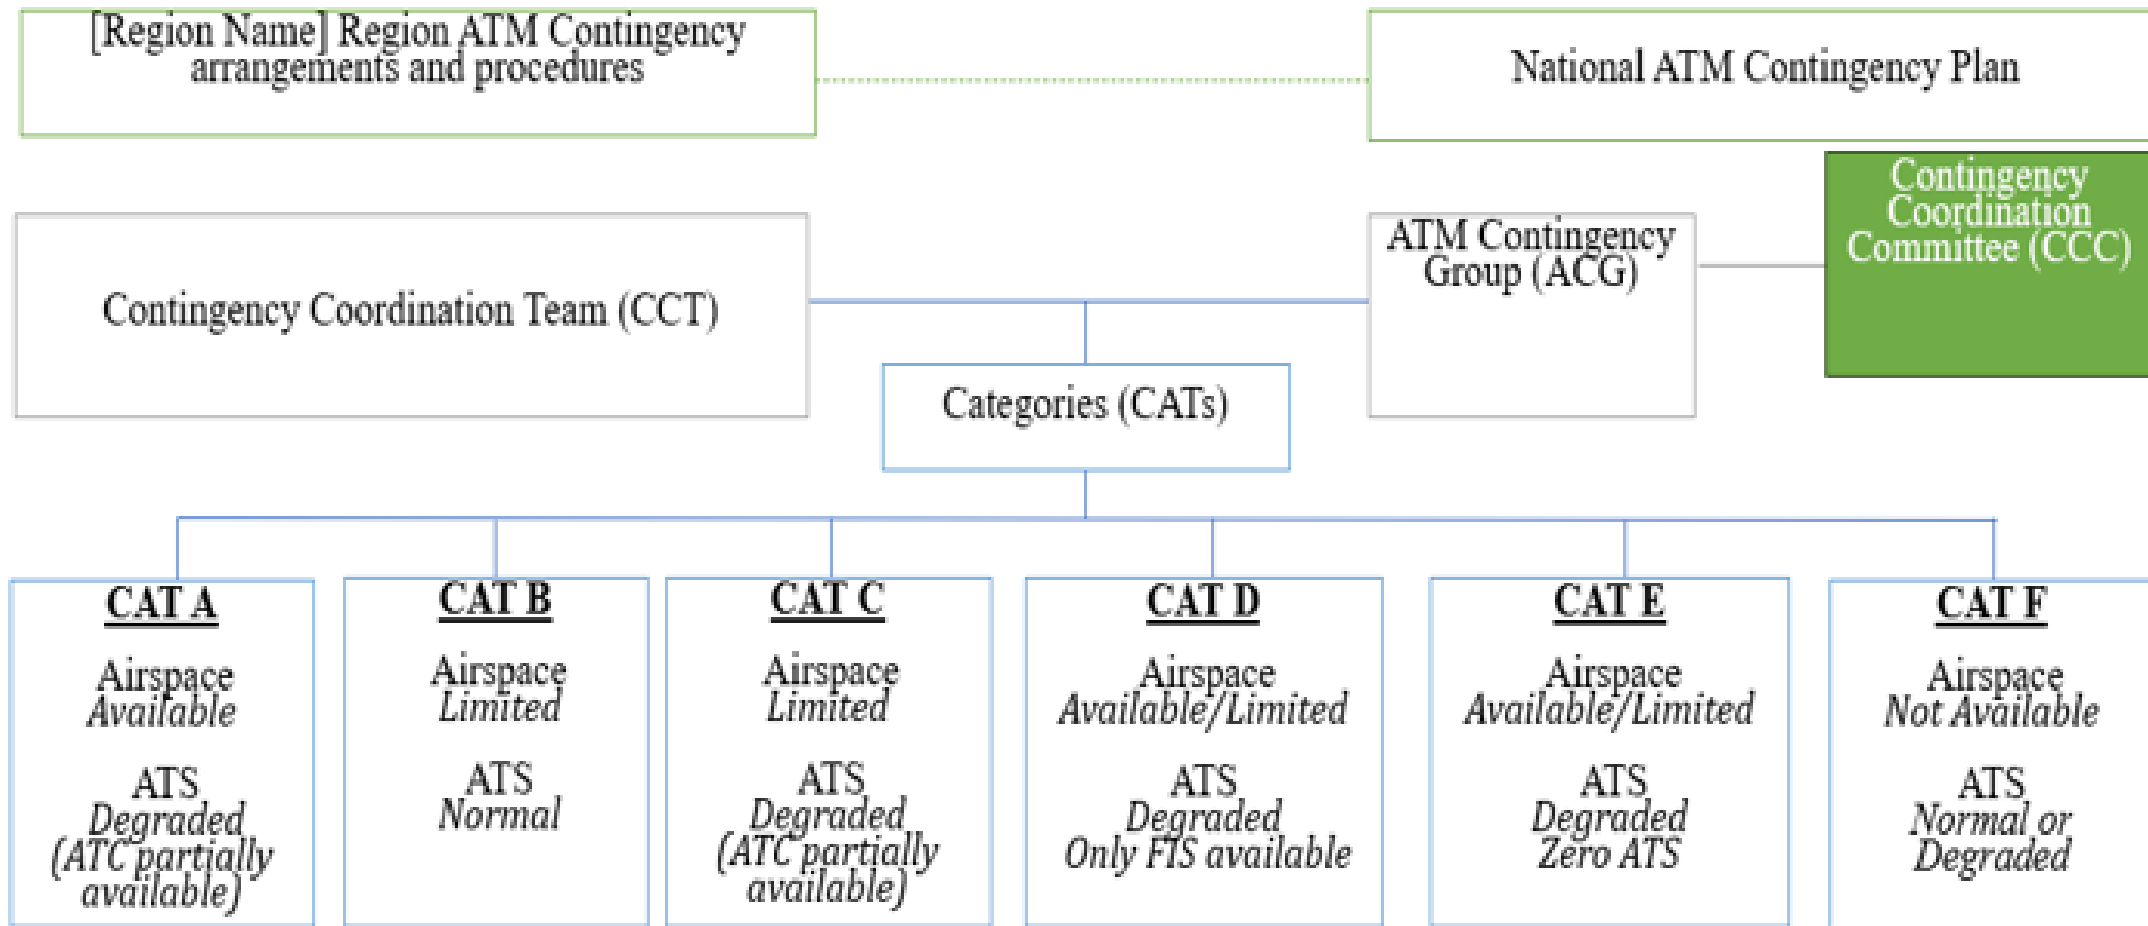 [Region Name] Region ATM Contingency
arrangements and procedures
National ATM Contingency Plan
Contingency Coordination Team (CCT)
ATM Contingency
Group (ACG)
Contingency
Coordination
Committee (CCC)
Categories (CATs)
CAT A
Airspace
Available
ATS
Degraded
(ATC partially
available)
CAT B
Airspace
Limited
ATS
Normal
CAT C
Airspace
Limited
ATS
Degraded
(ATC partially
available)
CAT D
Airspace
Available/Limited
ATS
Degraded
Only FIS available
CAT E
Airspace
Available/Limited
ATS
Degraded
Zero ATS
CAT F
Airspace
Not Available
ATS
Normal or
Degraded